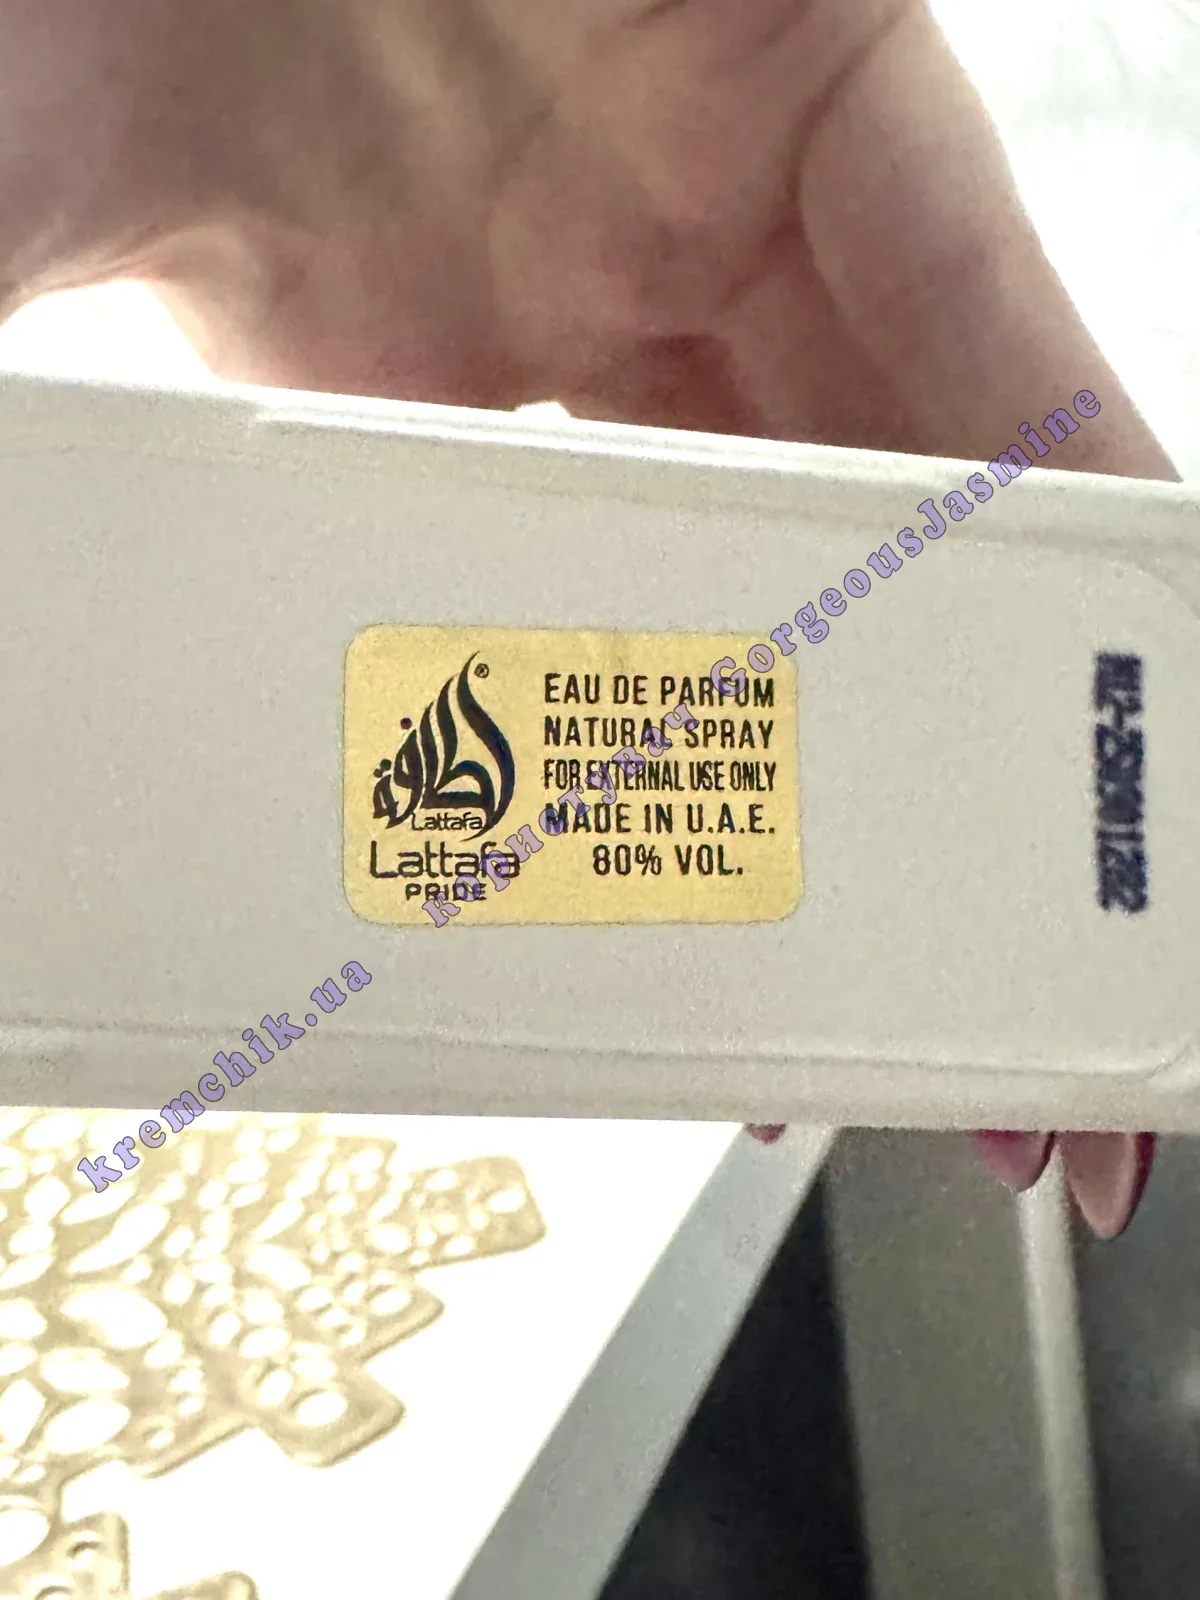 لطافة
®
Lattafa
Lattafa
PRIDE
EAU DE PARFUM
NATURAL SPRAY
FOR EXTERNAL USE ONLY
MADE IN U.A.E.
80% VOL.
kremchik.ua
користувач GorgeousJasmine